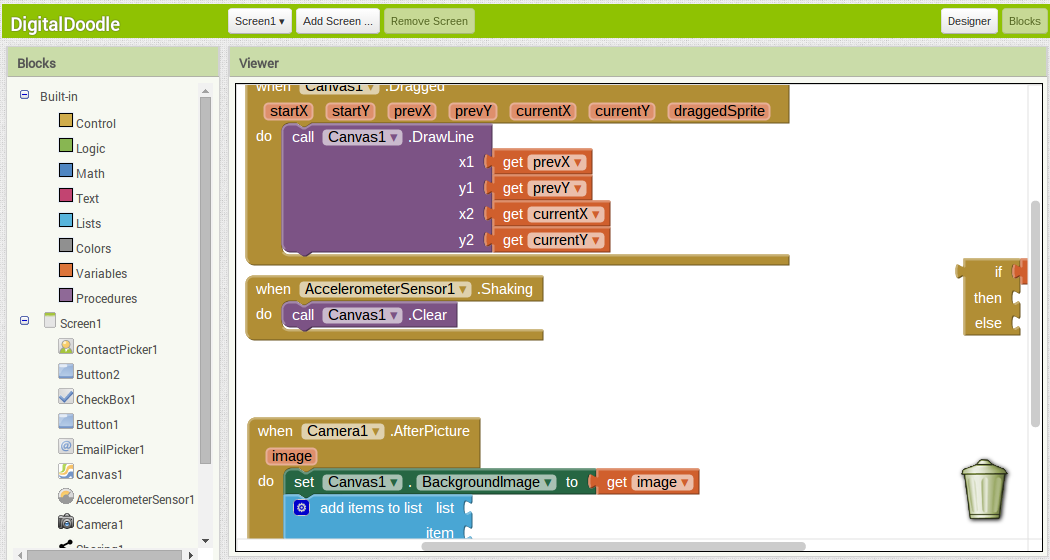 DigitalDoodle
Screen1 ▾ Add Screen ... Remove Screen Designer Blocks
Blocks
Viewer
Built-in
Control
Logic
Math
Text
Lists
Colors
Variables
Procedures
Screen1
ContactPicker1
Button2
CheckBox1
Button1
EmailPicker1
Canvas1
AccelerometerSensor1
Camera1
Sharing1
when Canvas1 .Dragged
startX startY prevX prevY currentX currentY draggedSprite
do call Canvas1 .DrawLine
x1 get prevX
y1 get prevY
x2 get currentX
y2 get currentY
when AccelerometerSensor1 .Shaking
do call Canvas1 .Clear
if
then
else
when Camera1 .AfterPicture
image
do set Canvas1 . BackgroundImage to get image
add items to list list
item